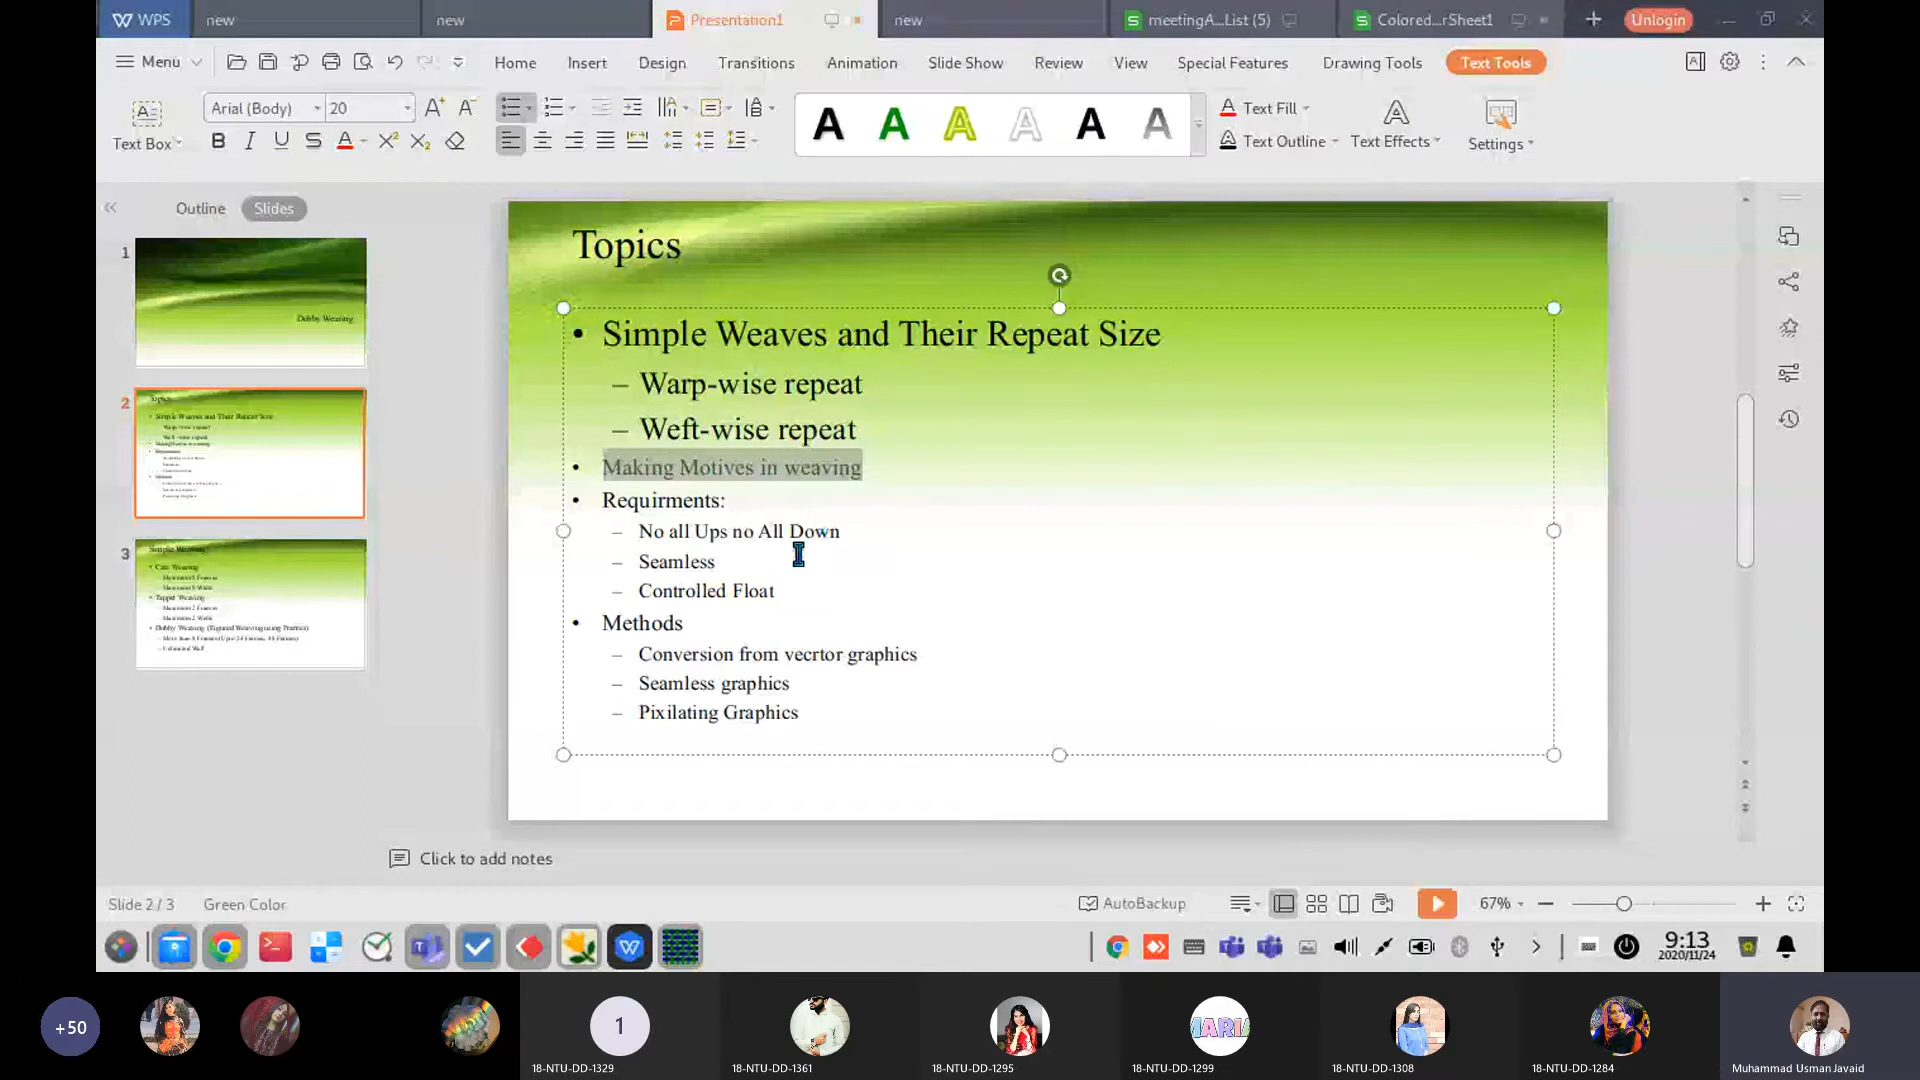 WPS
new
new
Presentation1
new
meetingA...List (5)
Colored...rSheet1
Unlogin
Menu
Home
Insert
Design
Transitions
Animation
Slide Show
Review
View
Special Features
Drawing Tools
Text Tools
Text Box
Arial (Body)
20
Text Fill
Text Outline
Text Effects
Settings
Outline
Slides
1
Dobby Weaving
2
3
Topics
• Simple Weaves and Their Repeat Size
– Warp-wise repeat
– Weft-wise repeat
• Making Motives in weaving
• Requirments:
– No all Ups no All Down
– Seamless
– Controlled Float
• Methods
– Conversion from vecrtor graphics
– Seamless graphics
– Pixilating Graphics
Click to add notes
Slide 2 / 3
Green Color
AutoBackup
67%
9:13
2020/11/24
+50
1
MARIA
18-NTU-DD-1329
18-NTU-DD-1361
18-NTU-DD-1295
18-NTU-DD-1299
18-NTU-DD-1308
18-NTU-DD-1284
Muhammad Usman Javaid